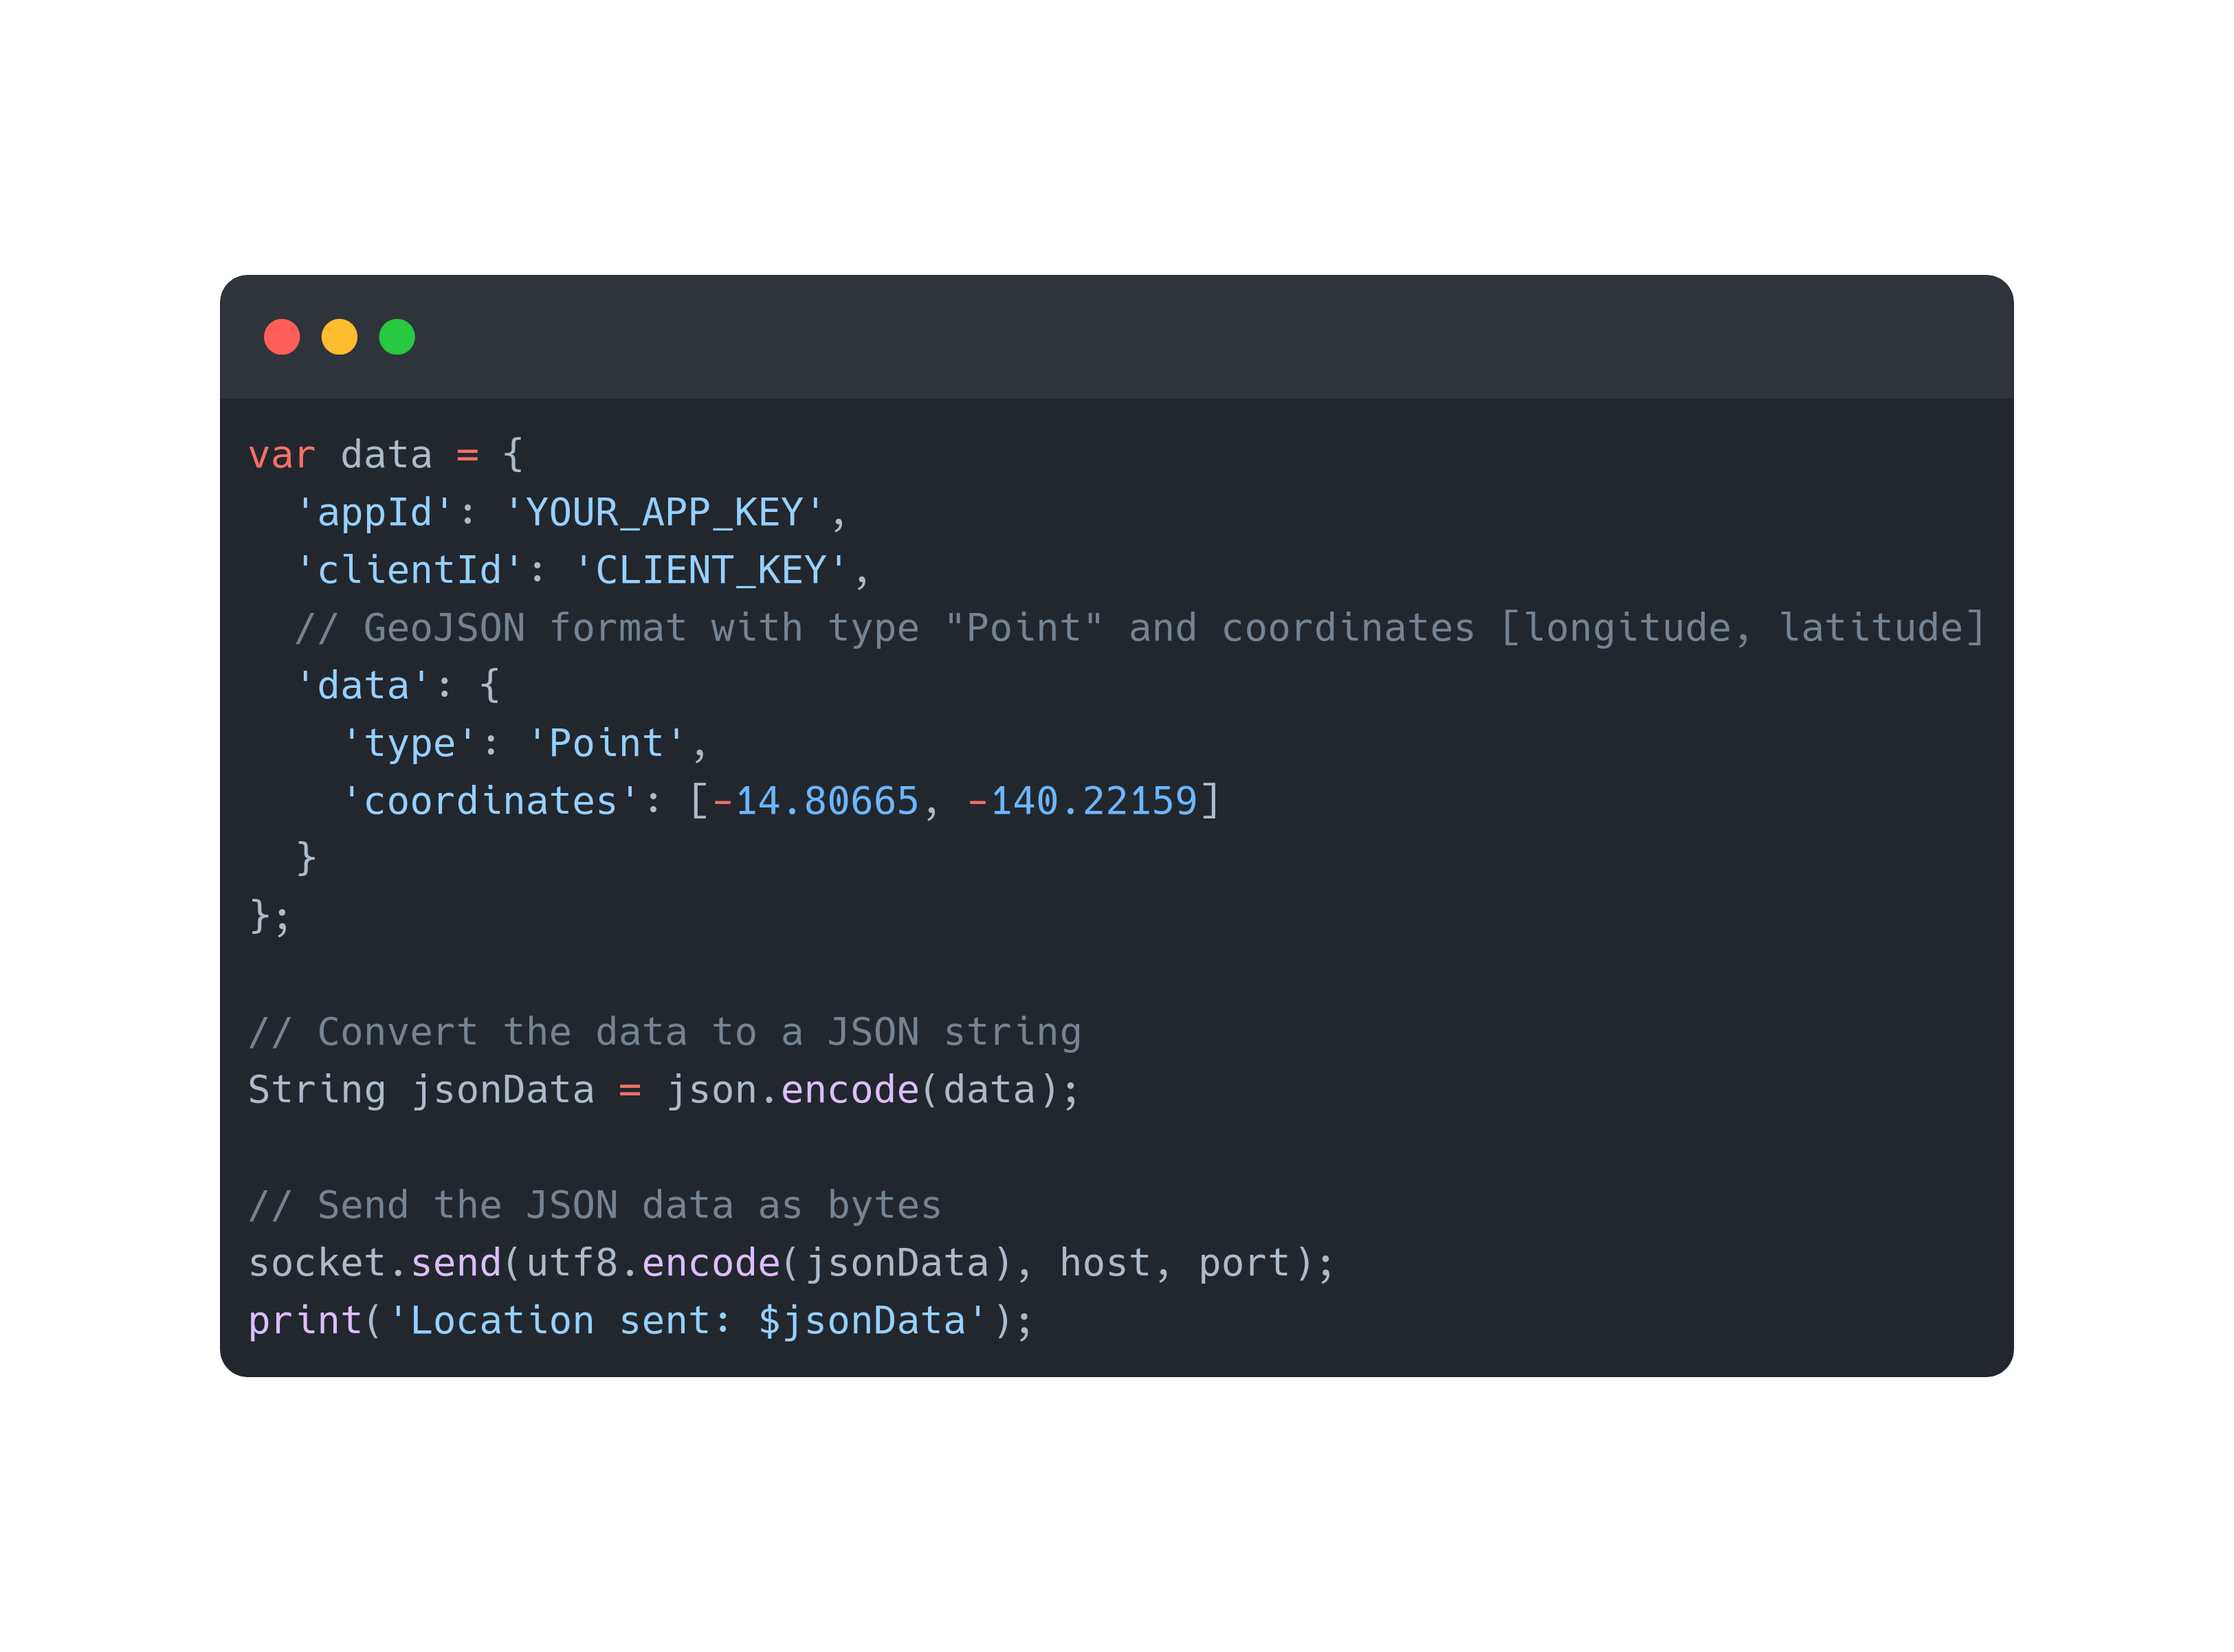 var data = {
  'appId': 'YOUR_APP_KEY',
  'clientId': 'CLIENT_KEY',
  // GeoJSON format with type "Point" and coordinates [longitude, latitude]
  'data': {
    'type': 'Point',
    'coordinates': [-14.80665, -140.22159]
  }
};

// Convert the data to a JSON string
String jsonData = json.encode(data);

// Send the JSON data as bytes
socket.send(utf8.encode(jsonData), host, port);
print('Location sent: $jsonData');